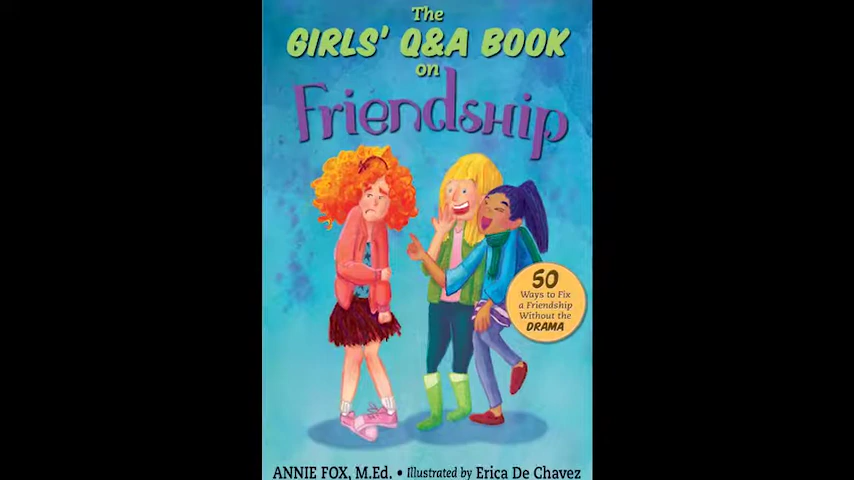 The
GIRLS' Q&A BOOK
on
Friendship
50
Ways to Fix
a Friendship
Without the
DRAMA
ANNIE FOX, M.Ed. • Illustrated by Erica De Chavez